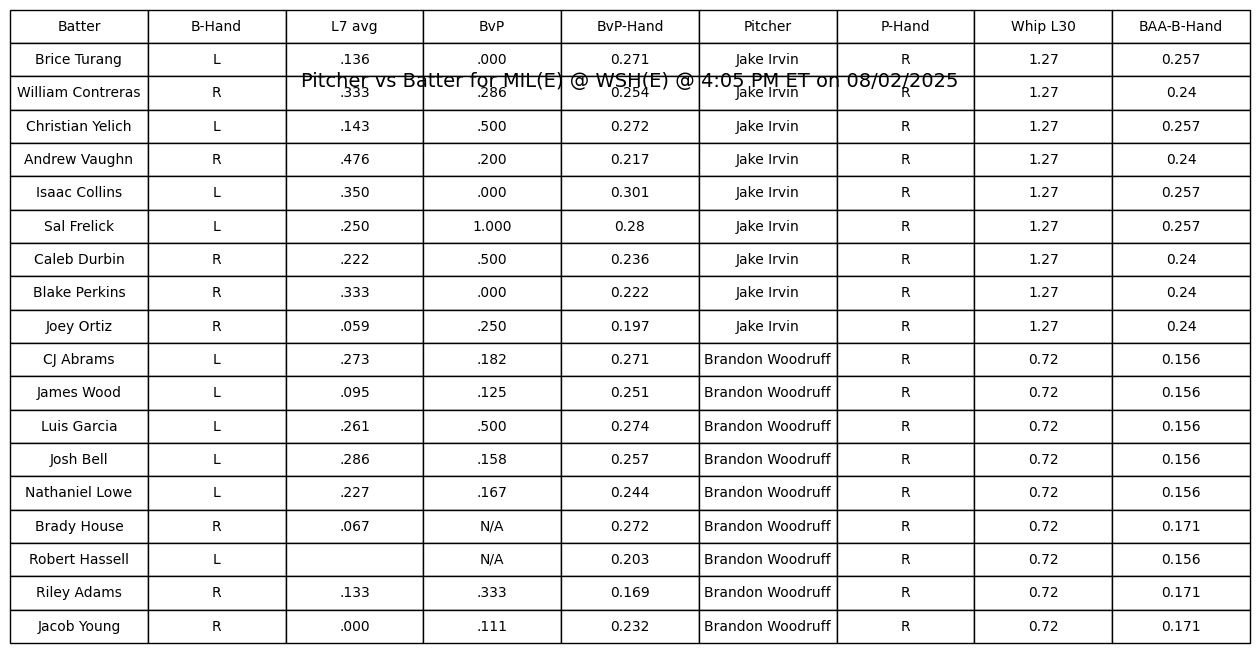 Batter B-Hand L7 avg BvP BvP-Hand Pitcher P-Hand Whip L30 BAA-B-Hand
Brice Turang L .136 .000 0.271 Jake Irvin R 1.27 0.257
Pitcher vs Batter for MIL(E) @ WSH(E) @ 4:05 PM ET on 08/02/2025
William Contreras R .333 .286 0.254 Jake Irvin R 1.27 0.24
Christian Yelich L .143 .500 0.272 Jake Irvin R 1.27 0.257
Andrew Vaughn R .476 .200 0.217 Jake Irvin R 1.27 0.24
Isaac Collins L .350 .000 0.301 Jake Irvin R 1.27 0.257
Sal Frelick L .250 1.000 0.28 Jake Irvin R 1.27 0.257
Caleb Durbin R .222 .500 0.236 Jake Irvin R 1.27 0.24
Blake Perkins R .333 .000 0.222 Jake Irvin R 1.27 0.24
Joey Ortiz R .059 .250 0.197 Jake Irvin R 1.27 0.24
CJ Abrams L .273 .182 0.271 Brandon Woodruff R 0.72 0.156
James Wood L .095 .125 0.251 Brandon Woodruff R 0.72 0.156
Luis Garcia L .261 .500 0.274 Brandon Woodruff R 0.72 0.156
Josh Bell L .286 .158 0.257 Brandon Woodruff R 0.72 0.156
Nathaniel Lowe L .227 .167 0.244 Brandon Woodruff R 0.72 0.156
Brady House R .067 N/A 0.272 Brandon Woodruff R 0.72 0.171
Robert Hassell L N/A 0.203 Brandon Woodruff R 0.72 0.156
Riley Adams R .133 .333 0.169 Brandon Woodruff R 0.72 0.171
Jacob Young R .000 .111 0.232 Brandon Woodruff R 0.72 0.171